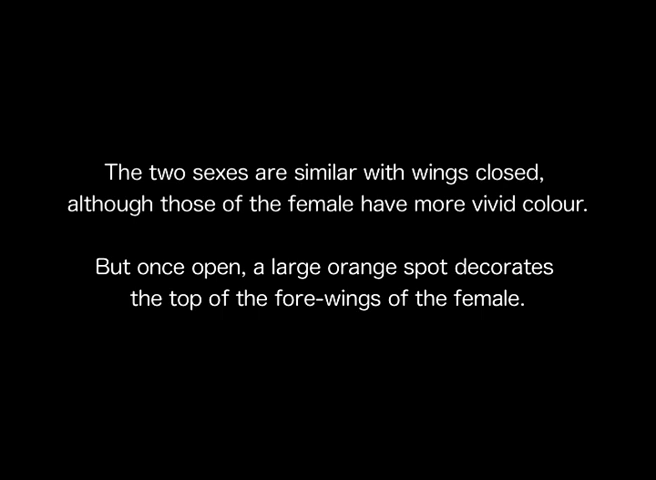 The two sexes are similar with wings closed,
although those of the female have more vivid colour.
But once open, a large orange spot decorates
the top of the fore-wings of the female.